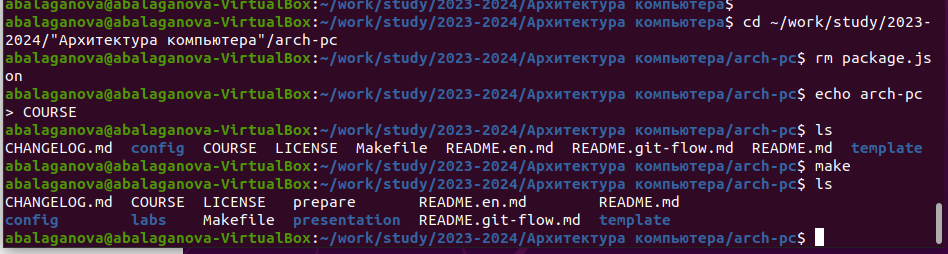 abalaganova@abalaganova-VirtualBox:~/work/study/2023-2024/Архитектура компьютера$
abalaganova@abalaganova-VirtualBox:~/work/study/2023-2024/Архитектура компьютера$ cd ~/work/study/2023-
2024/"Архитектура компьютера"/arch-pc
abalaganova@abalaganova-VirtualBox:~/work/study/2023-2024/Архитектура компьютера/arch-pc$ rm package.js
on
abalaganova@abalaganova-VirtualBox:~/work/study/2023-2024/Архитектура компьютера/arch-pc$ echo arch-pc
> COURSE
abalaganova@abalaganova-VirtualBox:~/work/study/2023-2024/Архитектура компьютера/arch-pc$ ls
CHANGELOG.md config COURSE LICENSE Makefile README.en.md README.git-flow.md README.md template
abalaganova@abalaganova-VirtualBox:~/work/study/2023-2024/Архитектура компьютера/arch-pc$ make
abalaganova@abalaganova-VirtualBox:~/work/study/2023-2024/Архитектура компьютера/arch-pc$ ls
CHANGELOG.md COURSE LICENSE prepare README.en.md README.md
config labs Makefile presentation README.git-flow.md template
abalaganova@abalaganova-VirtualBox:~/work/study/2023-2024/Архитектура компьютера/arch-pc$